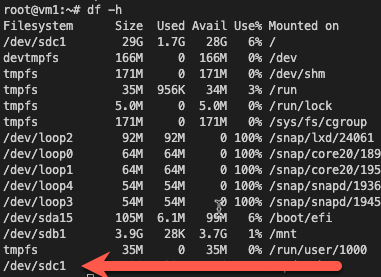 root@vm1:~# df -h
Filesystem Size Used Avail Use% Mounted on
/dev/sdc1 29G 1.7G 28G 6% /
devtmpfs 166M 0 166M 0% /dev
tmpfs 171M 0 171M 0% /dev/shm
tmpfs 35M 956K 34M 3% /run
tmpfs 5.0M 0 5.0M 0% /run/lock
tmpfs 171M 0 171M 0% /sys/fs/cgroup
/dev/loop2 92M 92M 0 100% /snap/lxd/24061
/dev/loop0 64M 64M 0 100% /snap/core20/189
/dev/loop1 64M 64M 0 100% /snap/core20/195
/dev/loop4 54M 54M 0 100% /snap/snapd/1936
/dev/loop3 54M 54M 0 100% /snap/snapd/1945
/dev/sda15 105M 6.1M 99M 6% /boot/efi
/dev/sdb1 3.9G 28K 3.7G 1% /mnt
tmpfs 35M 0 35M 0% /run/user/1000
/dev/sdc1